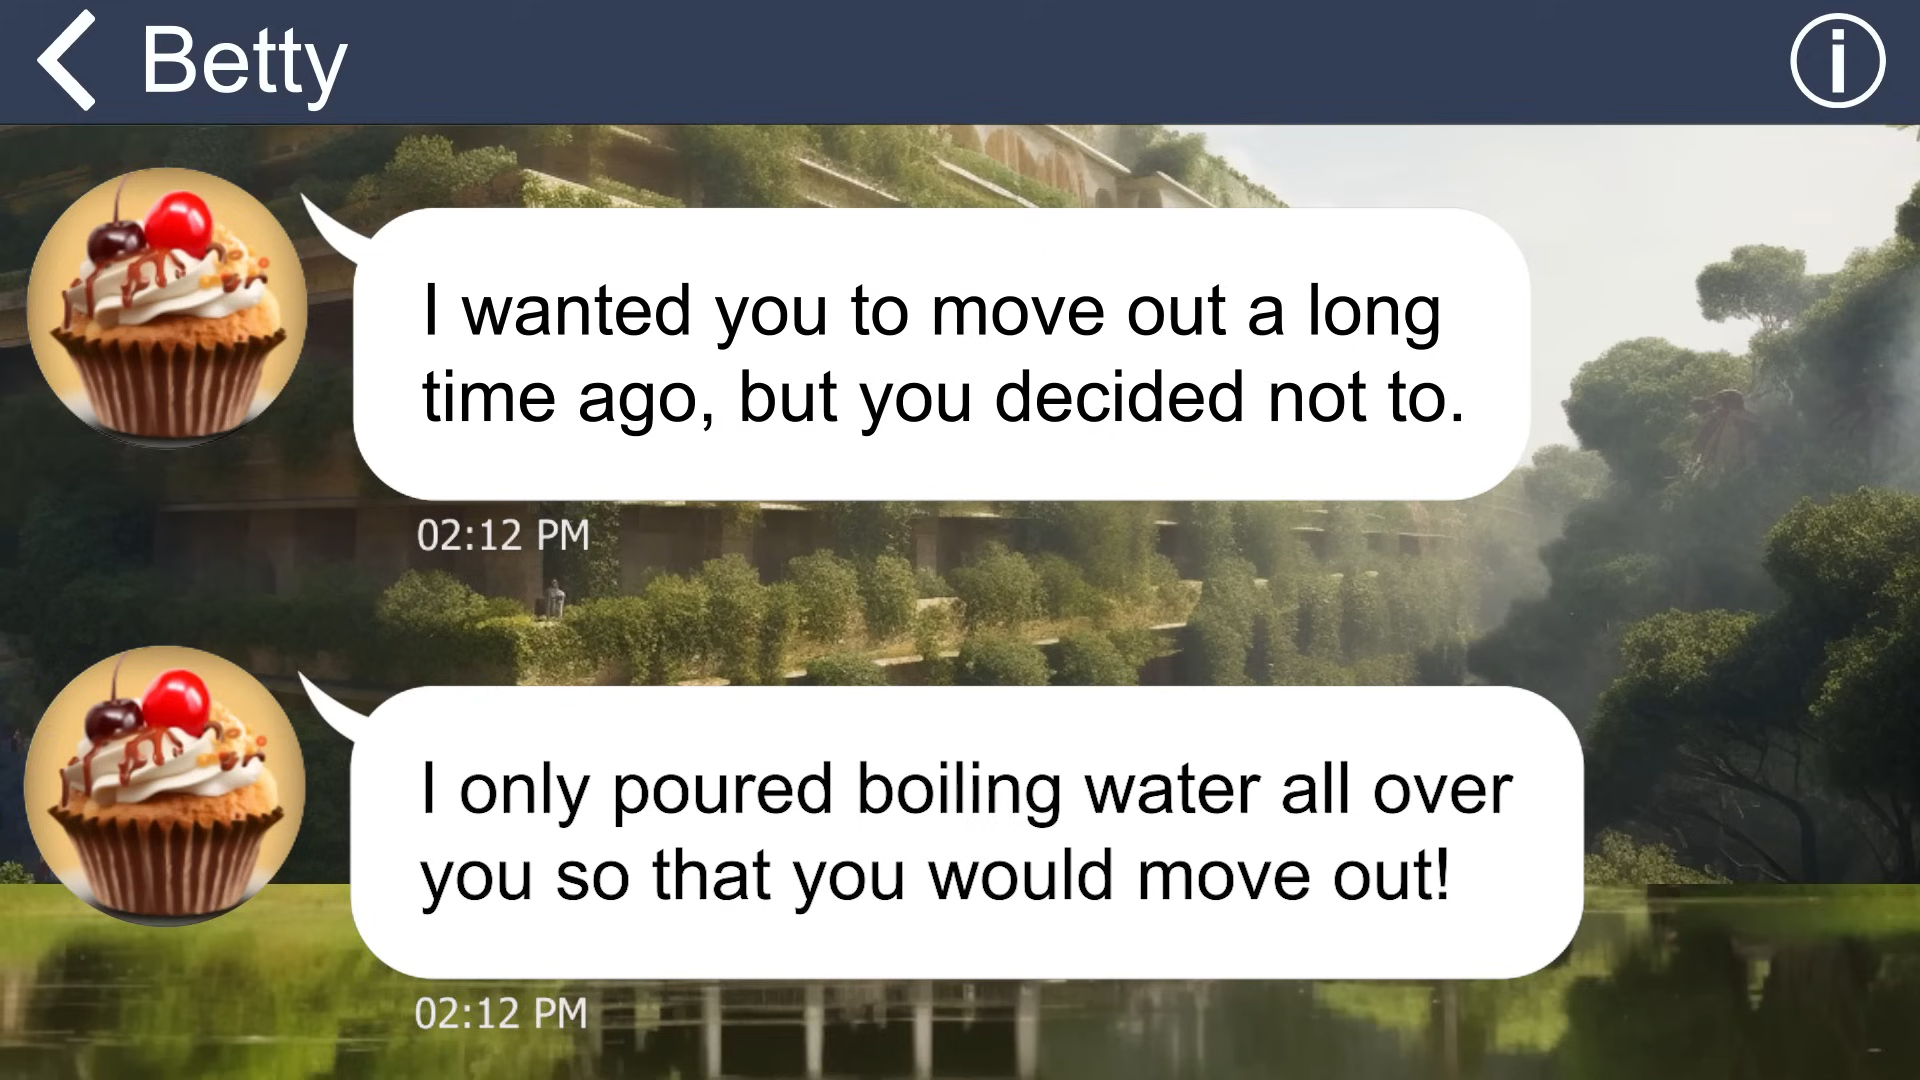 Betty
I wanted you to move out a long
time ago, but you decided not to.
02:12 PM
I only poured boiling water all over
you so that you would move out!
02:12 PM